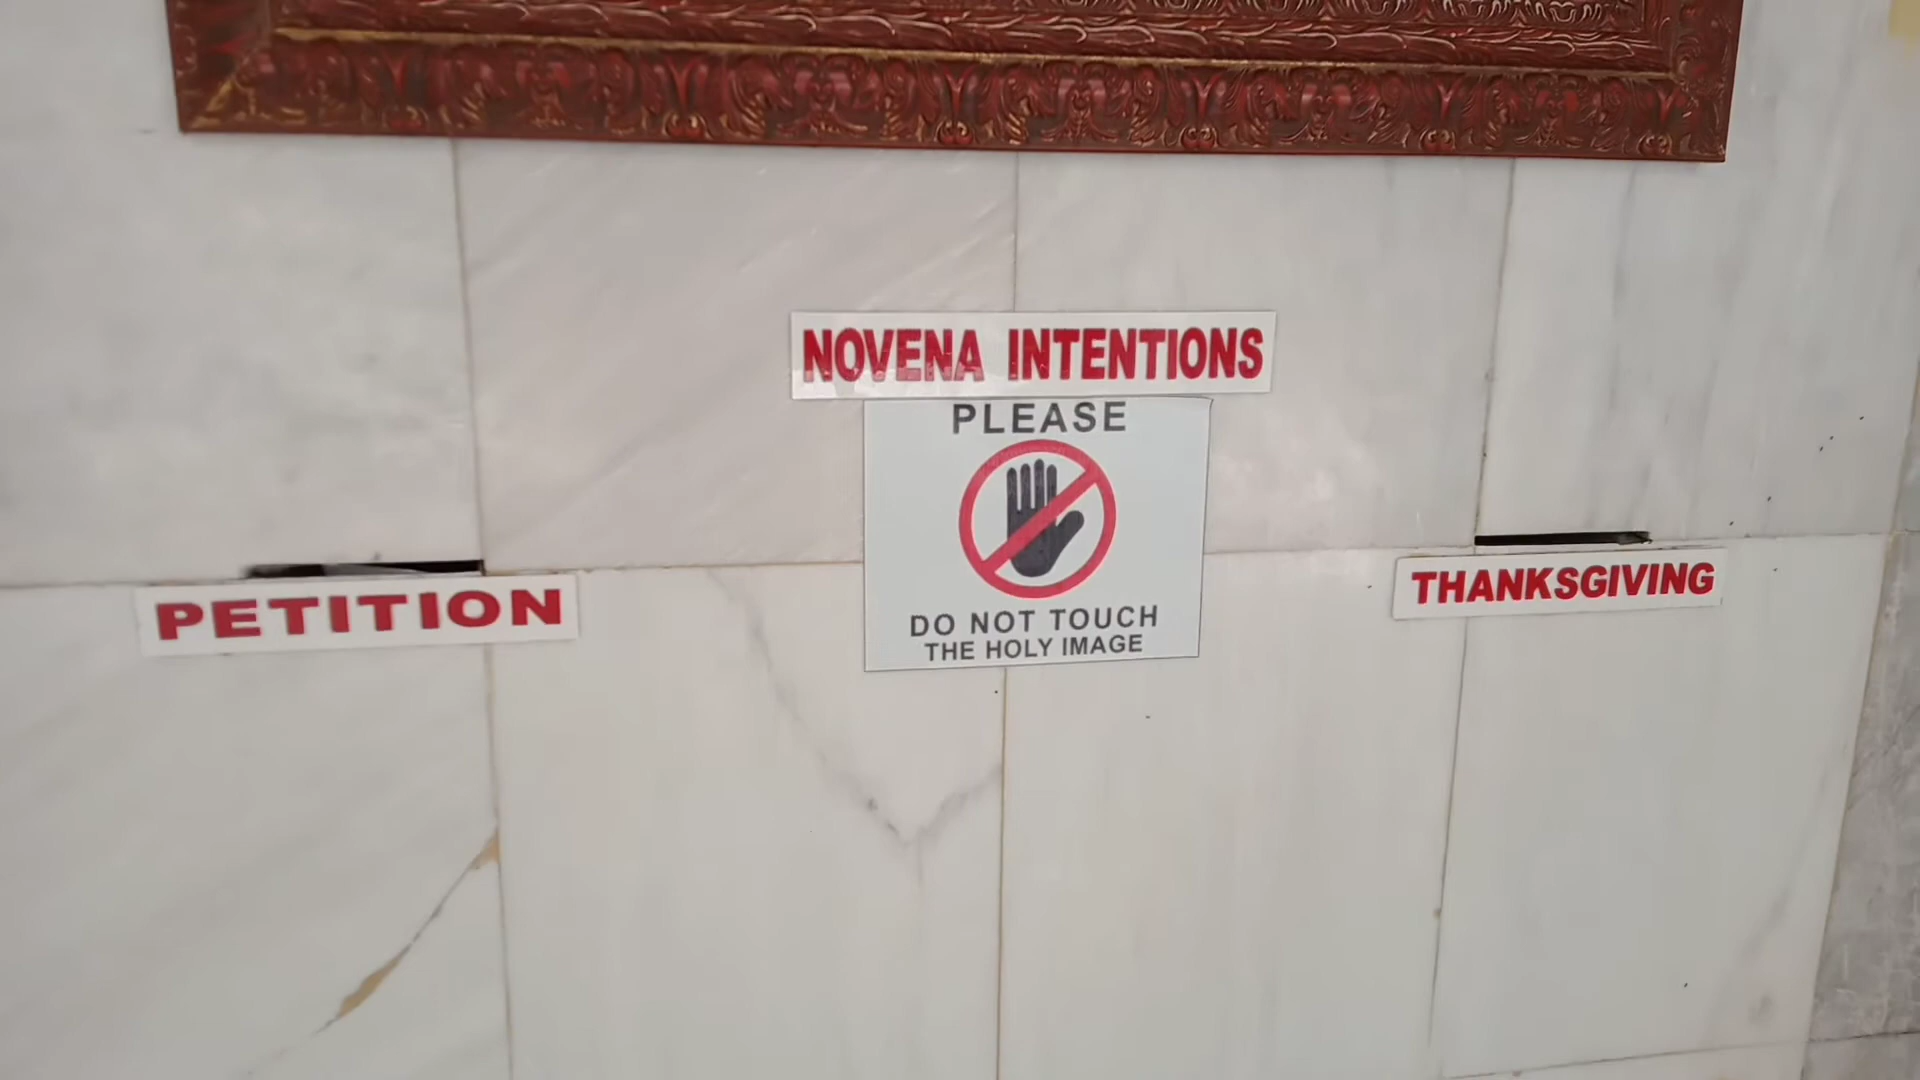 NOVENA INTENTIONS
PLEASE
DO NOT TOUCH
THE HOLY IMAGE
PETITION
THANKSGIVING